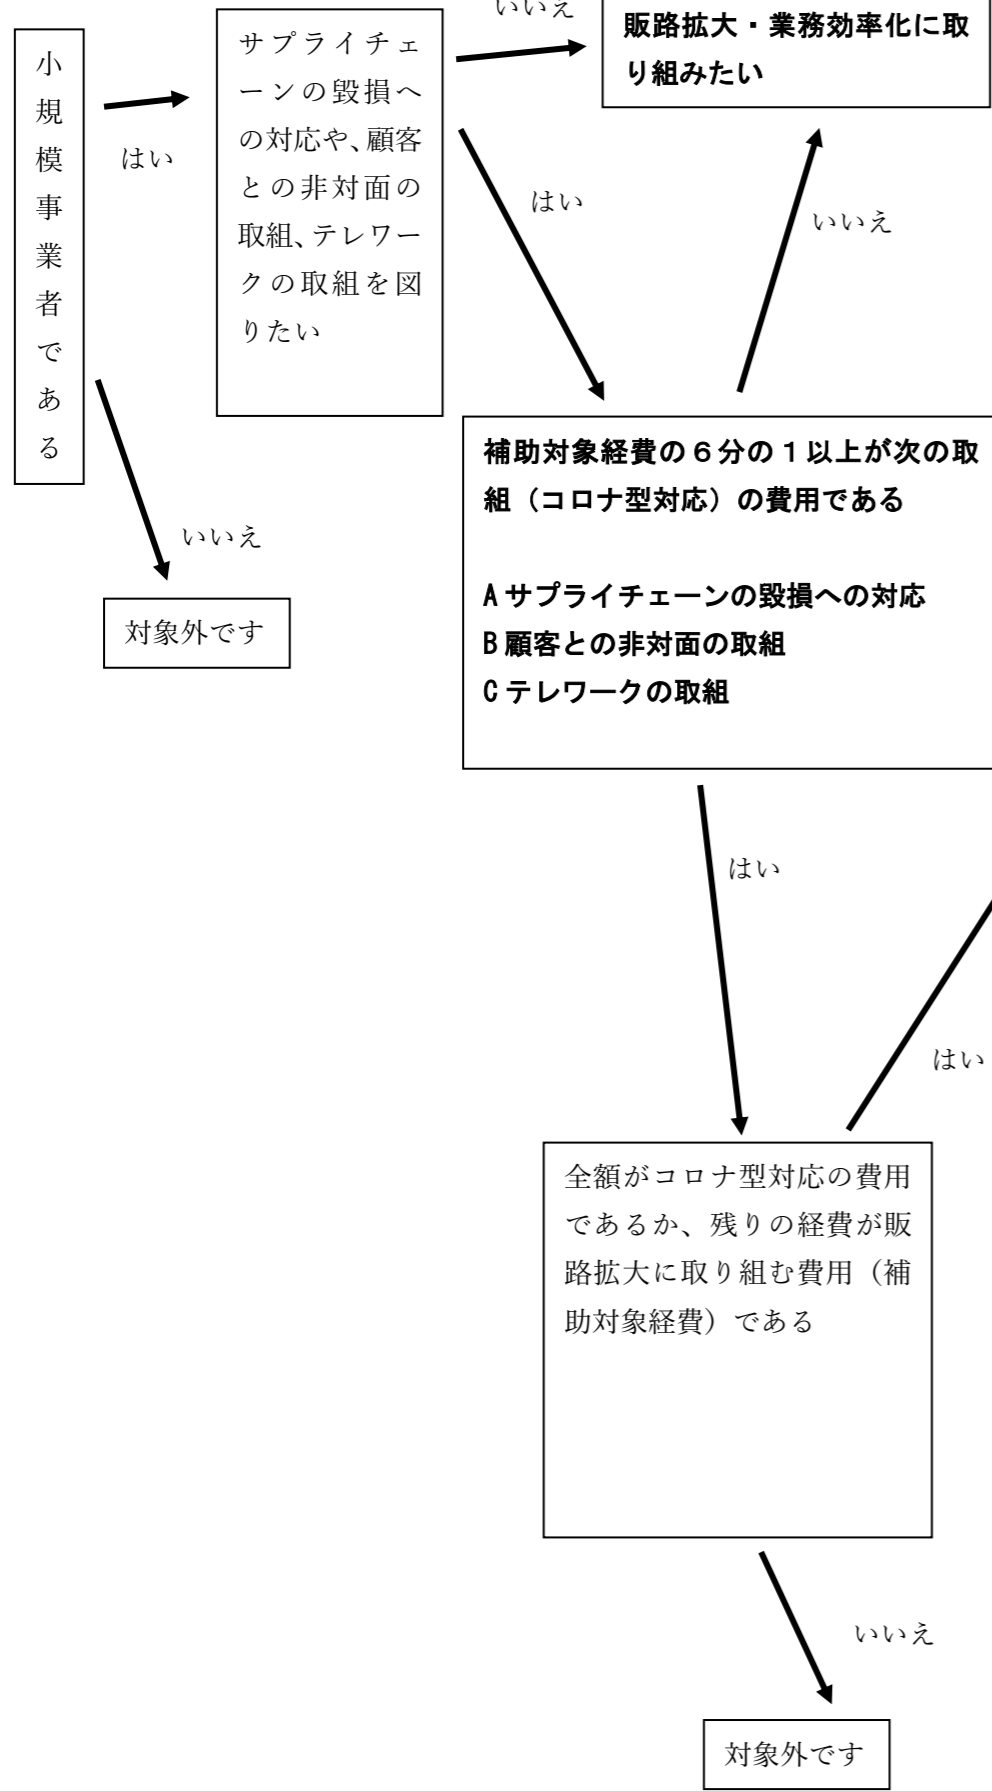 小規模事業者である
はい
いいえ
対象外です
サプライチェ
ーンの毀損へ
の対応や、顧客
との非対面の
取組、テレワー
クの取組を図
りたい
いいえ
はい
販路拡大・業務効率化に取
り組みたい
いいえ
補助対象経費の６分の１以上が次の取
組（コロナ型対応）の費用である
A サプライチェーンの毀損への対応
B 顧客との非対面の取組
C テレワークの取組
はい
はい
全額がコロナ型対応の費用
であるか、残りの経費が販
路拡大に取り組む費用（補
助対象経費）である
いいえ
対象外です